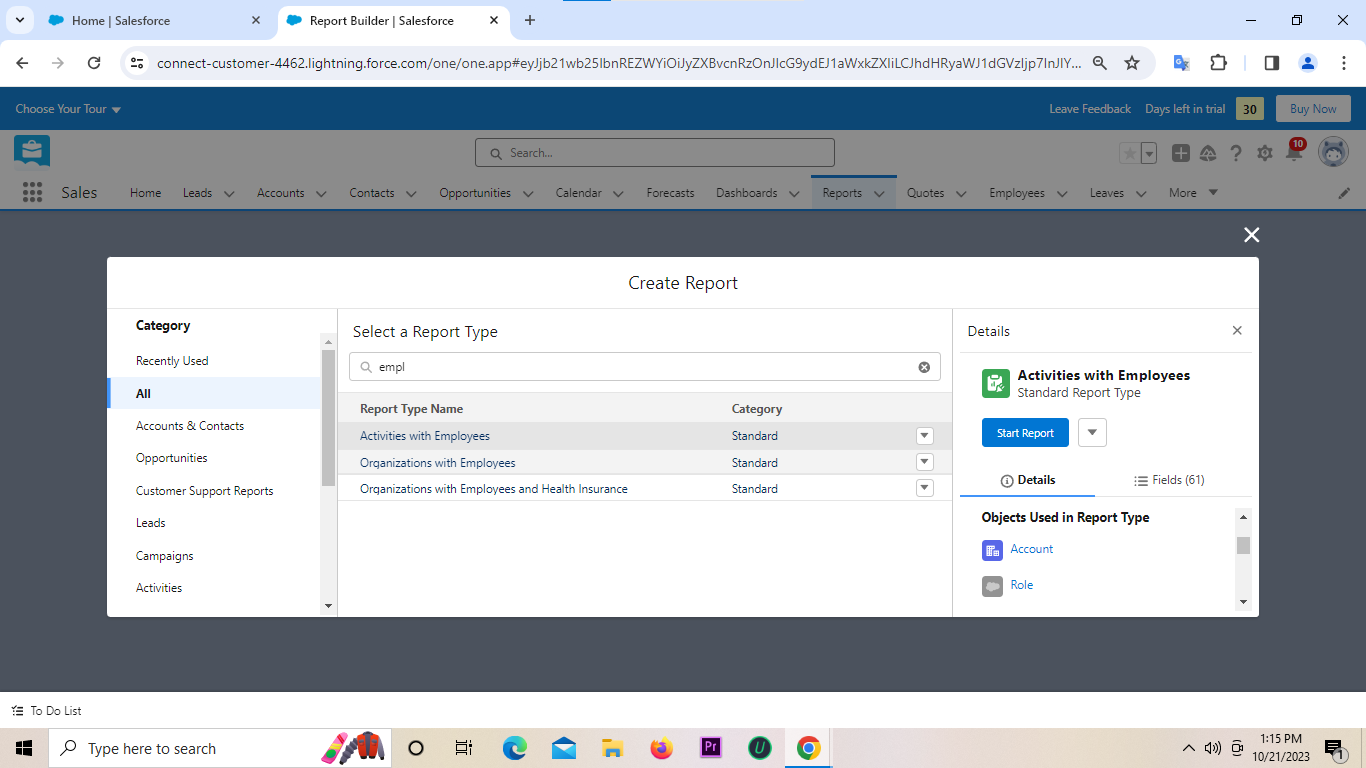 Home | Salesforce
Report Builder | Salesforce
connect-customer-4462.lightning.force.com/one/one.app#
Choose Your Tour
Leave Feedback
Days left in trial
30
Buy Now
Search...
10
Sales
Home
Leads
Accounts
Contacts
Opportunities
Calendar
Forecasts
Dashboards
Reports
Quotes
Employees
Leaves
More
Create Report
Category
Recently Used
All
Accounts & Contacts
Opportunities
Customer Support Reports
Leads
Campaigns
Activities
Select a Report Type
empl
Report Type Name Category
Activities with Employees Standard
Organizations with Employees Standard
Organizations with Employees and Health Insurance Standard
Details
Activities with Employees
Standard Report Type
Start Report
Details
Fields (61)
Objects Used in Report Type
Account
Role
To Do List
Type here to search
Pr
U
1:15 PM
10/21/2023
1